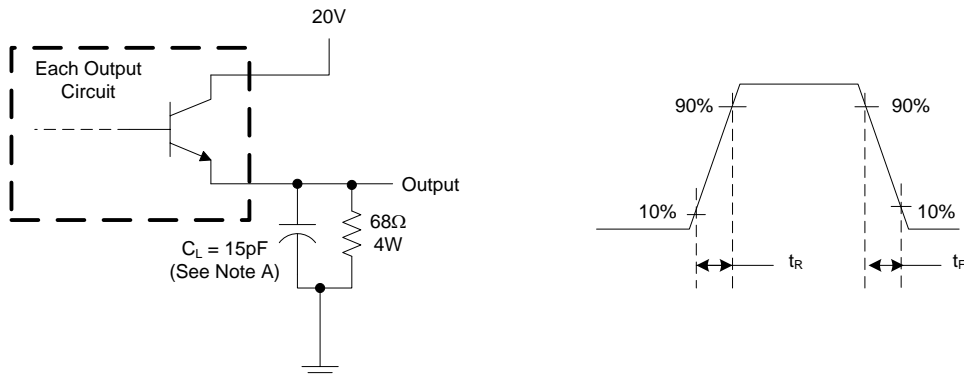 20V
Each Output
Circuit
Output
68Ω
4W
C_L = 15pF
(See Note A)
90%
90%
10%
10%
t_R
t_F